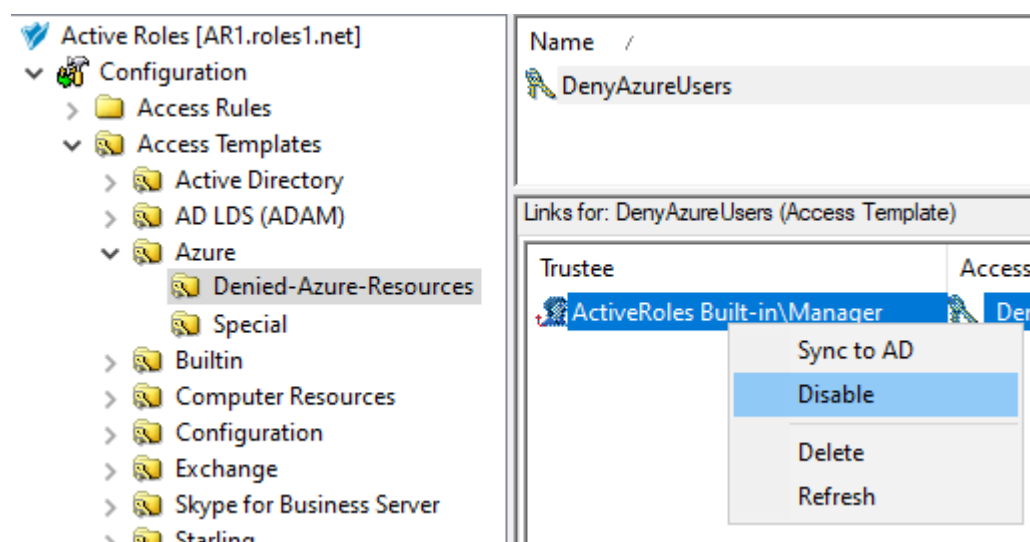 Active Roles [AR1.roles1.net]
Configuration
Access Rules
Access Templates
Active Directory
AD LDS (ADAM)
Azure
Denied-Azure-Resources
Special
Builtin
Computer Resources
Configuration
Exchange
Skype for Business Server
Starling
Name /
DenyAzureUsers
Links for: DenyAzureUsers (Access Template)
Trustee Access
ActiveRoles Built-in\Manager Der
Sync to AD
Disable
Delete
Refresh